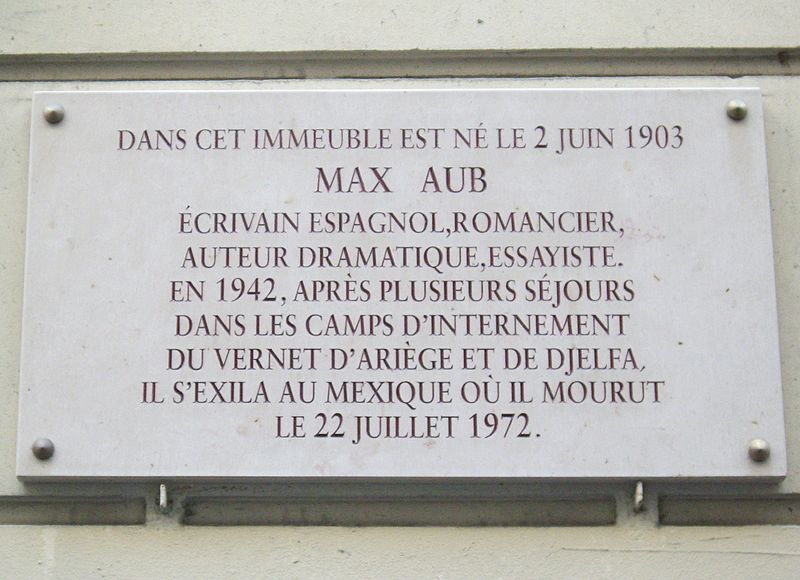 DANS CET IMMEUBLE EST NÉ LE 2 JUIN 1903
MAX AUB
ÉCRIVAIN ESPAGNOL,ROMANCIER,
AUTEUR DRAMATIQUE,ESSAYISTE.
EN 1942, APRÈS PLUSIEURS SÉJOURS
DANS LES CAMPS D'INTERNEMENT
DU VERNET D'ARIÈGE ET DE DJELFA,
IL S'EXILA AU MEXIQUE OÙ IL MOURUT
LE 22 JUILLET 1972.